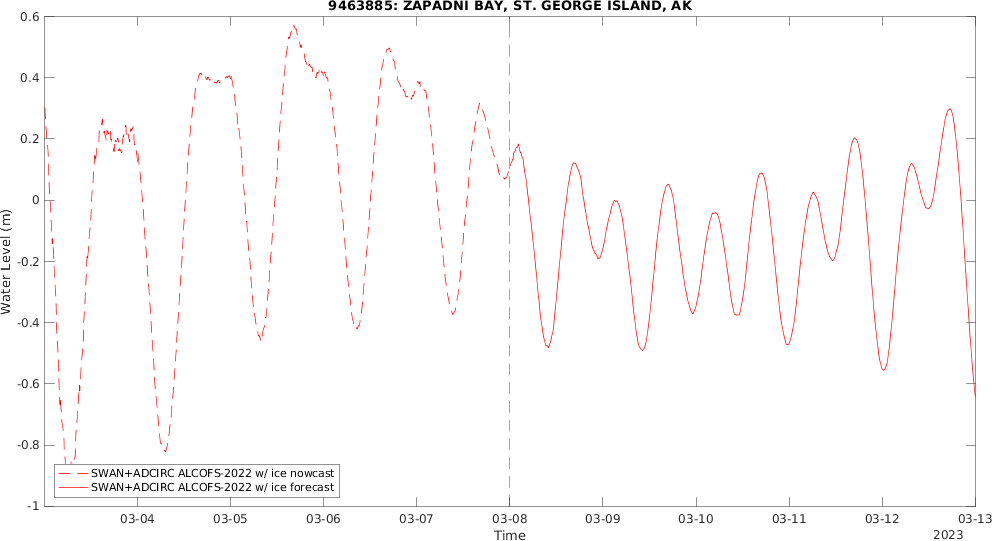 9463885: ZAPADNI BAY, ST. GEORGE ISLAND, AK
0.6
0.4
0.2
0
-0.2
-0.4
-0.6
-0.8
-1
Water Level (m)
SWAN+ADCIRC ALCOFS-2022 w/ ice nowcast
SWAN+ADCIRC ALCOFS-2022 w/ ice forecast
03-04 03-05 03-06 03-07 03-08 03-09 03-10 03-11 03-12 03-13
Time
2023